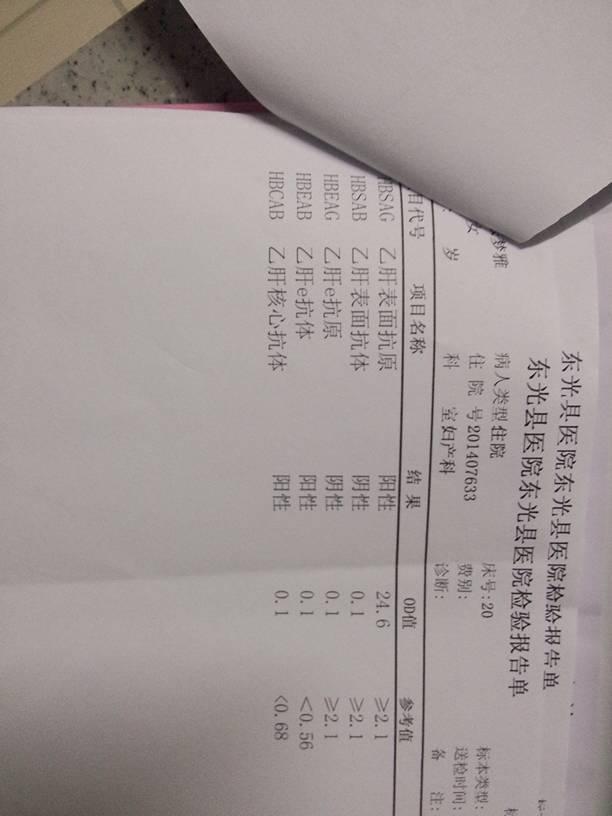 东光县医院东光县医院检验报告单
东光县医院东光县医院检验报告单
梦雅 病人类型 住院 床号:20 标本类型:
女 住 院 号 201407633 费别: 送检时间:
岁 科 室 妇产科 诊断: 备 注:
目代号 项目名称 结 果 OD值 参考值
HBSAG 乙肝表面抗原 阳性 24.6 ≥2.1
HBSAB 乙肝表面抗体 阴性 0.1 ≥2.1
HBEAG 乙肝e抗原 阴性 0.1 ≥2.1
HBEAB 乙肝e抗体 阳性 0.1 <0.56
HBCAB 乙肝核心抗体 阳性 0.1 <0.68